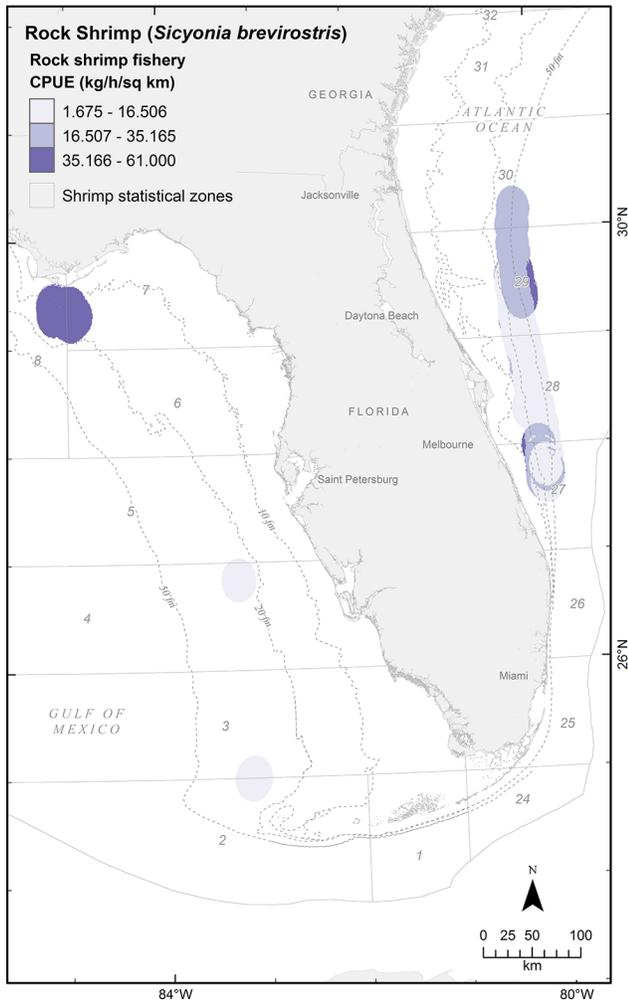 Rock Shrimp (Sicyonia brevirostris)
Rock shrimp fishery
CPUE (kg/h/sq km)
1.675 - 16.506
16.507 - 35.165
35.166 - 61.000
Shrimp statistical zones
32
31
50 fm
GEORGIA
ATLANTIC
OCEAN
30
Jacksonville
30°N
29
7
Daytona Beach
8
28
6
FLORIDA
Melbourne
Saint Petersburg
27
5
10 fm
50 fm
20 fm
26
4
26°N
Miami
GULF OF
MEXICO
3
25
24
2
1
N
0 25 50 100
km
84°W
80°W